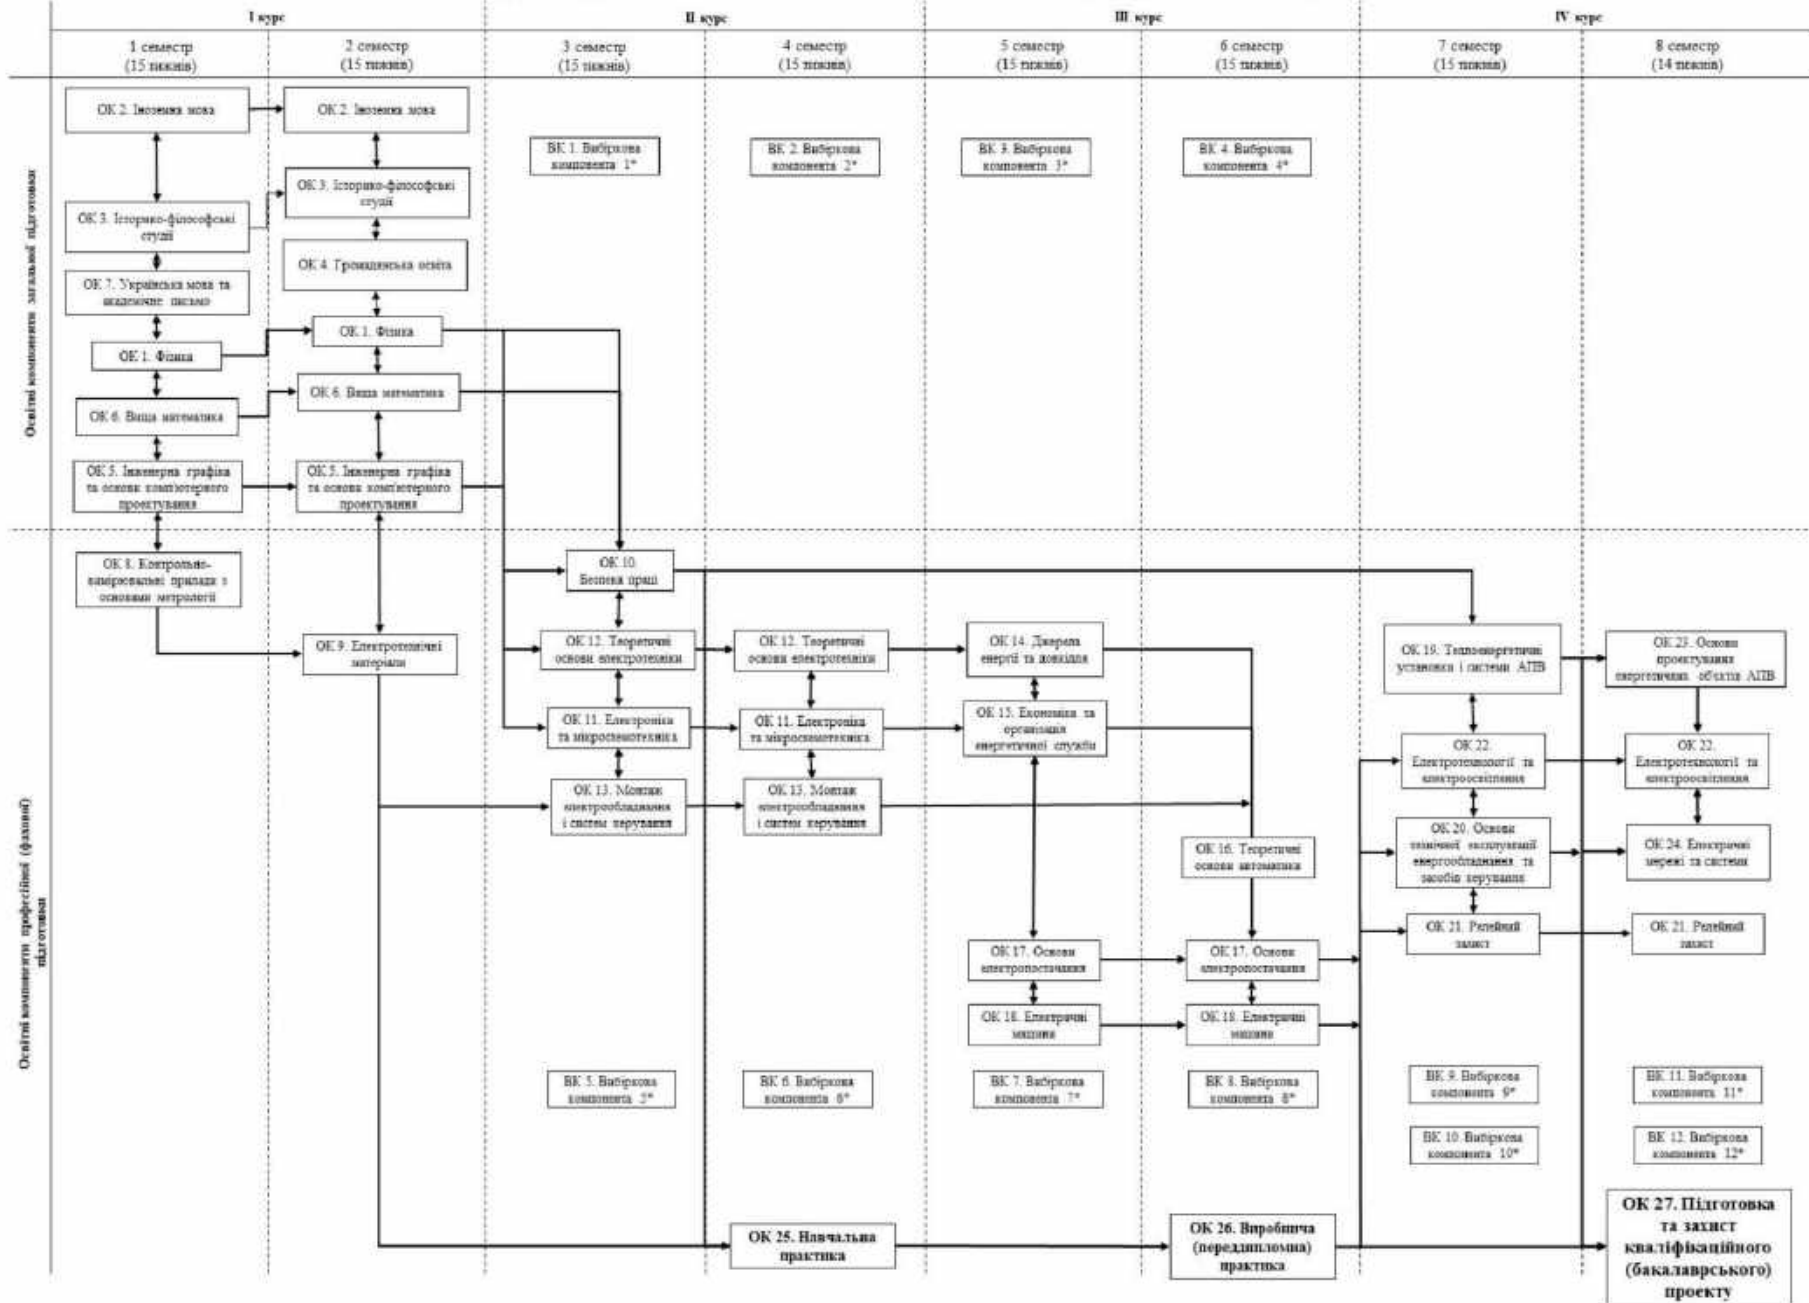 I курс
II курс
III курс
IV курс
1 семестр
(15 тижнів)
2 семестр
(15 тижнів)
3 семестр
(15 тижнів)
4 семестр
(15 тижнів)
5 семестр
(15 тижнів)
6 семестр
(15 тижнів)
7 семестр
(15 тижнів)
8 семестр
(14 тижнів)
Освітні компоненти загальної підготовки
ОК 2. Іноземна мова
ОК 3. Історико-філософські
студії
ОК 7. Українська мова та
академічне письмо
ОК 1. Фізика
ОК 6. Вища математика
ОК 5. Інженерна графіка
та основи комп'ютерного
проектування
ОК 2. Іноземна мова
ОК 3. Історико-філософські
студії
ОК 4. Громадянська освіта
ОК 1. Фізика
ОК 6. Вища математика
ОК 5. Інженерна графіка
та основи комп'ютерного
проектування
ВК 1. Вибіркова
компонента 1*
ВК 2. Вибіркова
компонента 2*
ВК 3. Вибіркова
компонента 3*
ВК 4. Вибіркова
компонента 4*
Освітні компоненти професійної (фахової)
підготовки
ОК 8. Контрольно-
вимірювальні прилади з
основами метрології
ОК 9. Електротехнічні
матеріали
ОК 10.
Безпека праці
ОК 12. Теоретичні
основи електротехніки
ОК 11. Електроніка
та мікросхемотехніка
ОК 13. Монтаж
електрообладнання
і систем керування
ВК 5. Вибіркова
компонента 5*
ОК 12. Теоретичні
основи електротехніки
ОК 11. Електроніка
та мікросхемотехніка
ОК 13. Монтаж
електрообладнання
і систем керування
ВК 6. Вибіркова
компонента 6*
ОК 25. Навчальна
практика
ОК 14. Джерела
енергії та довкілля
ОК 15. Економіка та
організація
енергетичної служби
ОК 17. Основи
електропостачання
ОК 18. Електричні
машини
ВК 7. Вибіркова
компонента 7*
ОК 16. Теоретичні
основи автоматики
ОК 17. Основи
електропостачання
ОК 18. Електричні
машини
ВК 8. Вибіркова
компонента 8*
ОК 26. Виробнича
(переддипломна)
практика
ОК 19. Теплоенергетичні
установки і системи АПВ
ОК 22.
Електротехнології та
електроосвітлення
ОК 20. Основи
технічної експлуатації
енергообладнання та
засобів керування
ОК 21. Релейний
захист
ВК 9. Вибіркова
компонента 9*
ВК 10. Вибіркова
компонента 10*
ОК 23. Основи
проектування
енергетичних об'єктів АПВ
ОК 22.
Електротехнології та
електроосвітлення
ОК 24. Електричні
мережі та системи
ОК 21. Релейний
захист
ВК 11. Вибіркова
компонента 11*
ВК 12. Вибіркова
компонента 12*
ОК 27. Підготовка
та захист
кваліфікаційного
(бакалаврського)
проекту